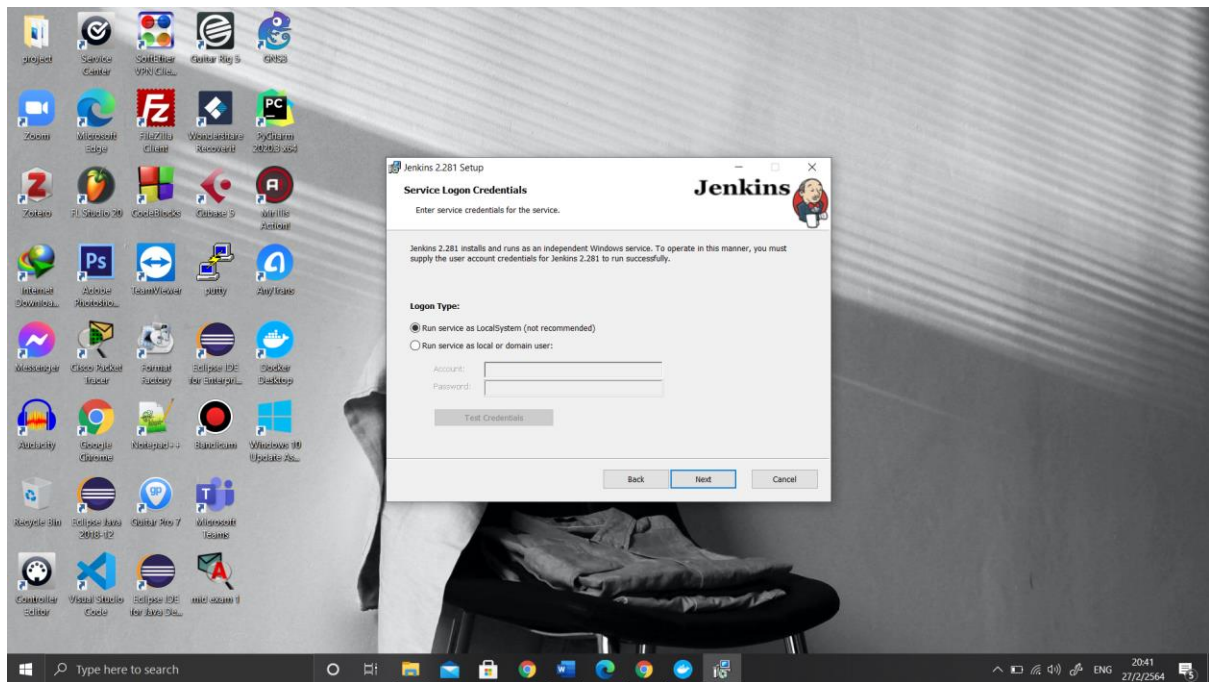 project
Service
Center
SoftEther
VPN Clie...
Guitar Rig 5
GNS3
Zoom
Microsoft
Edge
FileZilla
Client
Wondershare
Recoverit
PyCharm
2020.3 x64
Zotero
FL Studio 20
CodeBlocks
Cubase 5
Mirillis
Action!
Internet
Downloa...
Adobe
Photosho...
TeamViewer
putty
AnyTrans
Messenger
Cisco Packet
Tracer
Format
Factory
Eclipse IDE
for Enterpri...
Docker
Desktop
Audacity
Google
Chrome
Notepad++
Bandicam
Windows 10
Update As...
Recycle Bin
Eclipse Java
2018-12
Guitar Pro 7
Microsoft
Teams
Controller
Editor
Visual Studio
Code
Eclipse IDE
for Java De...
mid exam 1
Jenkins 2.281 Setup
Service Logon Credentials
Enter service credentials for the service.
Jenkins
Jenkins 2.281 installs and runs as an independent Windows service. To operate in this manner, you must
supply the user account credentials for Jenkins 2.281 to run successfully.
Logon Type:
Run service as LocalSystem (not recommended)
Run service as local or domain user:
Account:
Password:
Test Credentials
Back
Next
Cancel
Type here to search
ENG
20:41
27/2/2564
5